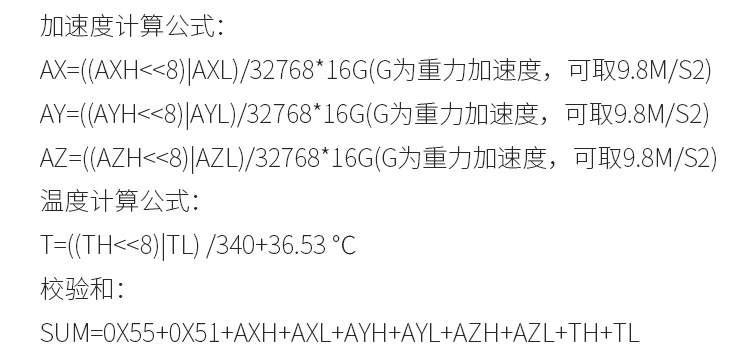 加速度计算公式：
AX=((AXH<<8)|AXL)/32768*16G(G为重力加速度，可取9.8M/S2)
AY=((AYH<<8)|AYL)/32768*16G(G为重力加速度，可取9.8M/S2)
AZ=((AZH<<8)|AZL)/32768*16G(G为重力加速度，可取9.8M/S2)
温度计算公式：
T=((TH<<8)|TL) /340+36.53 ℃
校验和：
SUM=0X55+0X51+AXH+AXL+AYH+AYL+AZH+AZL+TH+TL